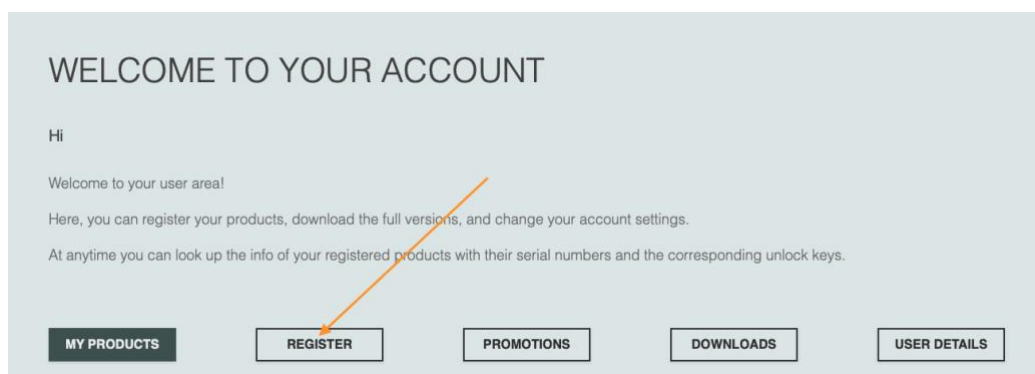 WELCOME TO YOUR ACCOUNT
Hi
Welcome to your user area!
Here, you can register your products, download the full versions, and change your account settings.
At anytime you can look up the info of your registered products with their serial numbers and the corresponding unlock keys.
MY PRODUCTS REGISTER PROMOTIONS DOWNLOADS USER DETAILS